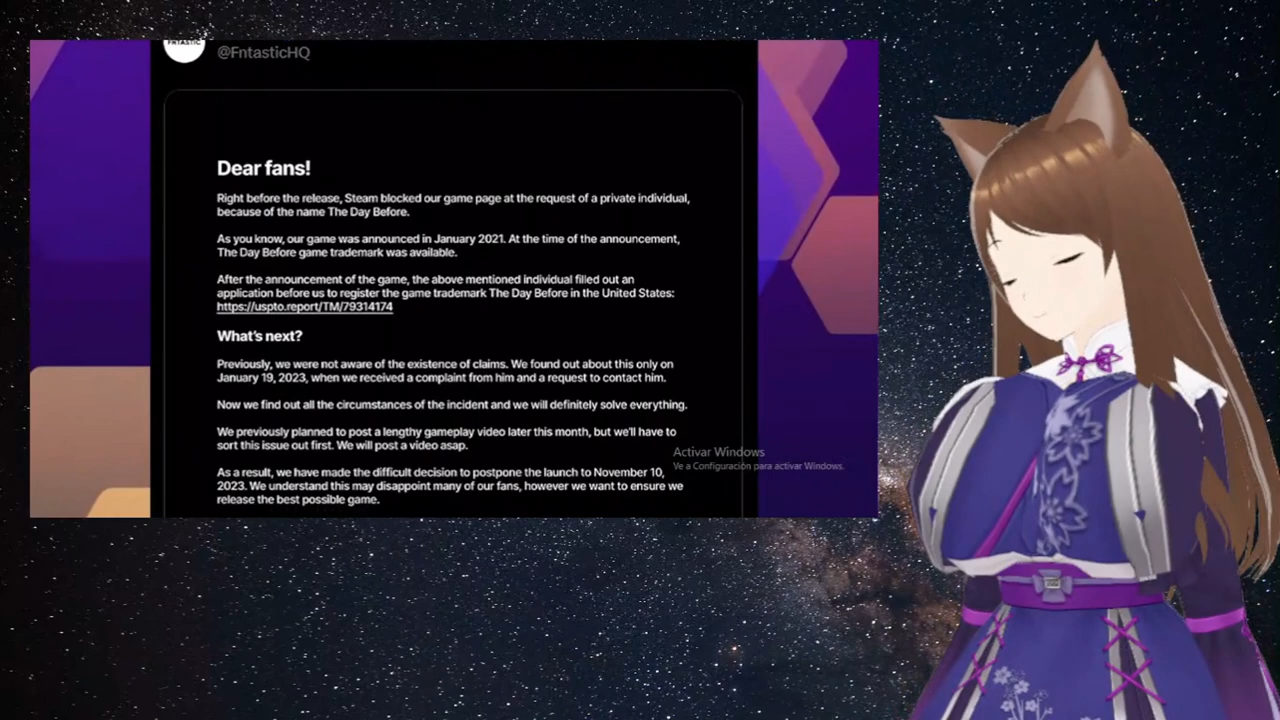 FNTASTIC
@FntasticHQ
Dear fans!
Right before the release, Steam blocked our game page at the request of a private individual,
because of the name The Day Before.
As you know, our game was announced in January 2021. At the time of the announcement,
The Day Before game trademark was available.
After the announcement of the game, the above mentioned individual filled out an
application before us to register the game trademark The Day Before in the United States:
https://uspto.report/TM/79314174
What's next?
Previously, we were not aware of the existence of claims. We found out about this only on
January 19, 2023, when we received a complaint from him and a request to contact him.
Now we find out all the circumstances of the incident and we will definitely solve everything.
We previously planned to post a lengthy gameplay video later this month, but we'll have to
sort this issue out first. We will post a video asap.
As a result, we have made the difficult decision to postpone the launch to November 10,
2023. We understand this may disappoint many of our fans, however we want to ensure we
release the best possible game.
Activar Windows
Ve a Configuración para activar Windows.